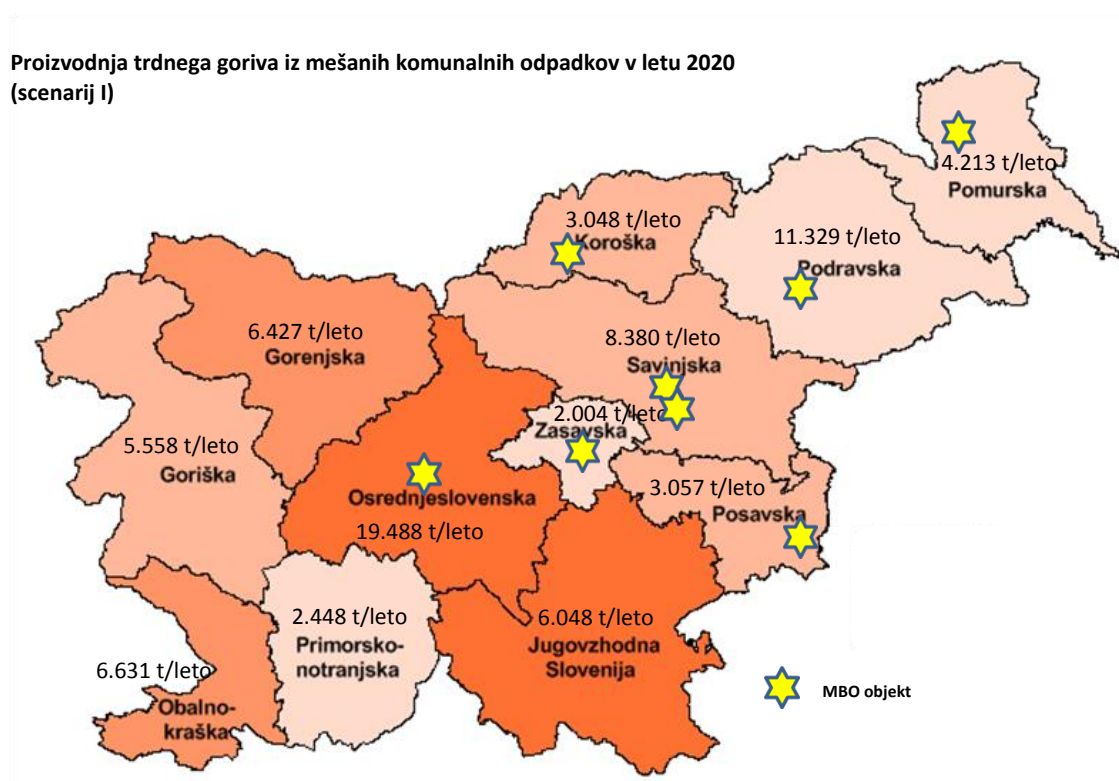 Proizvodnja trdnega goriva iz mešanih komunalnih odpadkov v letu 2020
(scenarij I)
4.213 t/leto
Pomurska
3.048 t/leto
Koroška
11.329 t/leto
Podravska
6.427 t/leto
Gorenjska
8.380 t/leto
Savinjska
2.004 t/leto
Zasavska
5.558 t/leto
Goriška
Osrednjeslovenska
19.488 t/leto
3.057 t/leto
Posavska
2.448 t/leto
Primorsko-
notranjska
6.048 t/leto
Jugovzhodna
Slovenija
6.631 t/leto
Obalno-
kraška
MBO objekt